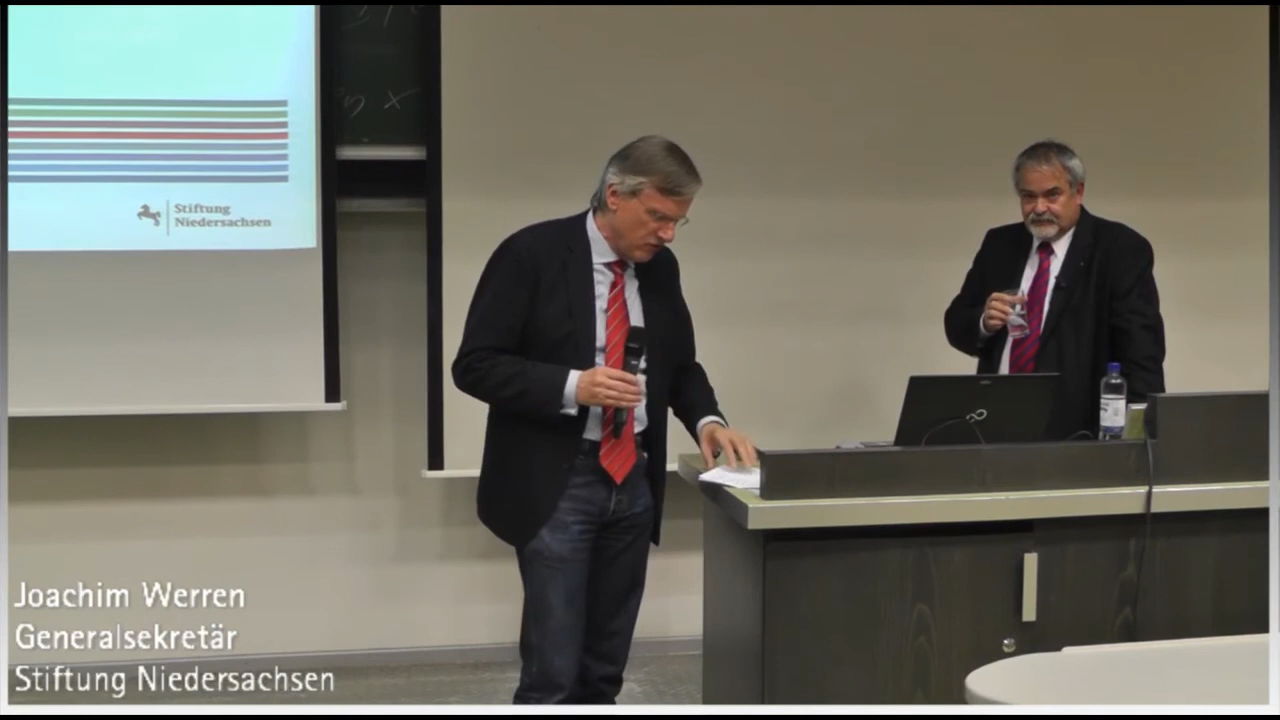 Stiftung
Niedersachsen
Joachim Werren
Generalsekretär
Stiftung Niedersachsen